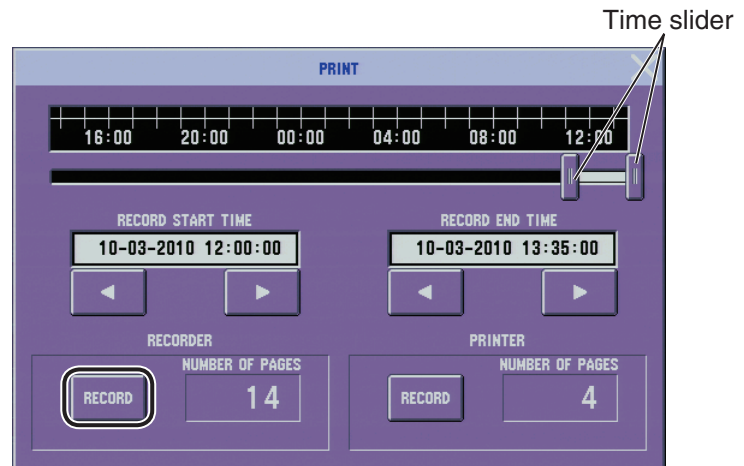 Time slider
PRINT
16:00 20:00 00:00 04:00 08:00 12:00
RECORD START TIME RECORD END TIME
10-03-2010 12:00:00 10-03-2010 13:35:00
RECORDER PRINTER
NUMBER OF PAGES NUMBER OF PAGES
RECORD 14 RECORD 4